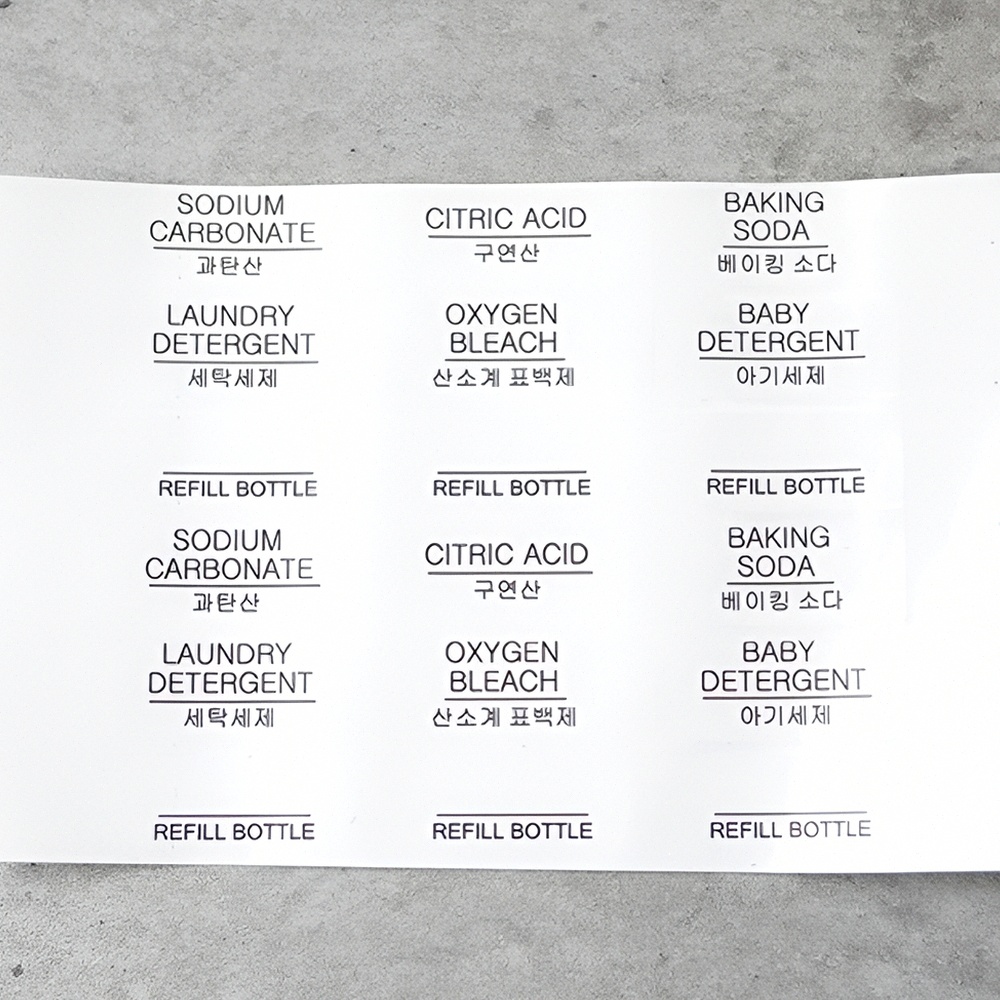 SODIUM
CARBONATE
과탄산
CITRIC ACID
구연산
BAKING
SODA
베이킹 소다
LAUNDRY
DETERGENT
세탁세제
OXYGEN
BLEACH
산소계 표백제
BABY
DETERGENT
아기세제
REFILL BOTTLE
REFILL BOTTLE
REFILL BOTTLE
SODIUM
CARBONATE
과탄산
CITRIC ACID
구연산
BAKING
SODA
베이킹 소다
LAUNDRY
DETERGENT
세탁세제
OXYGEN
BLEACH
산소계 표백제
BABY
DETERGENT
아기세제
REFILL BOTTLE
REFILL BOTTLE
REFILL BOTTLE